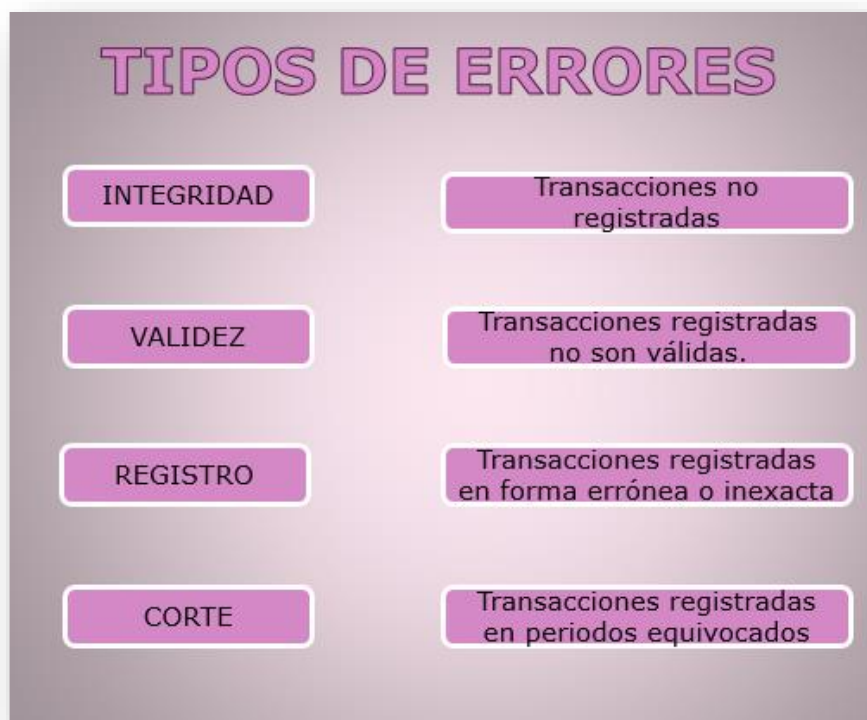 TIPOS DE ERRORES
INTEGRIDAD
Transacciones no
registradas
VALIDEZ
Transacciones registradas
no son válidas.
REGISTRO
Transacciones registradas
en forma errónea o inexacta
CORTE
Transacciones registradas
en periodos equivocados